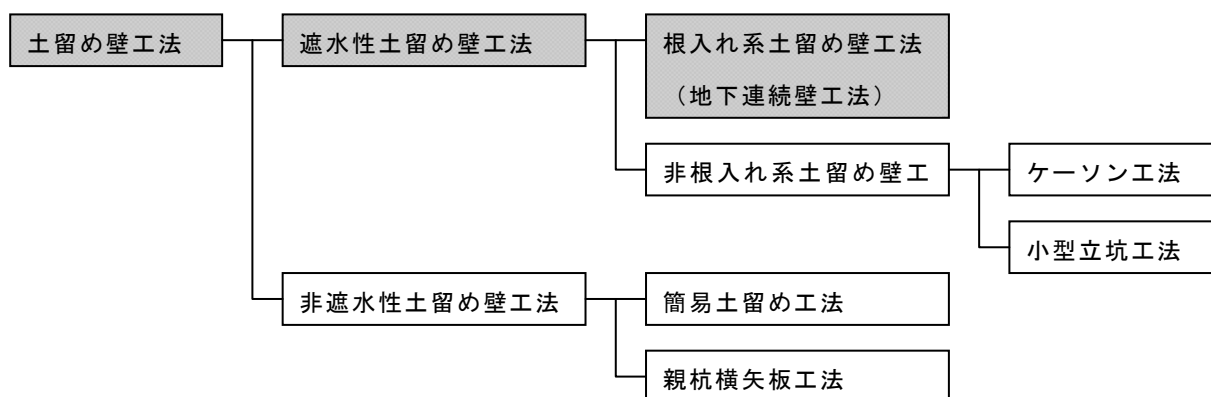 土留め壁工法
遮水性土留め壁工法
根入れ系土留め壁工法
（地下連続壁工法）
非根入れ系土留め壁工
ケーソン工法
小型立坑工法
非遮水性土留め壁工法
簡易土留め工法
親杭横矢板工法